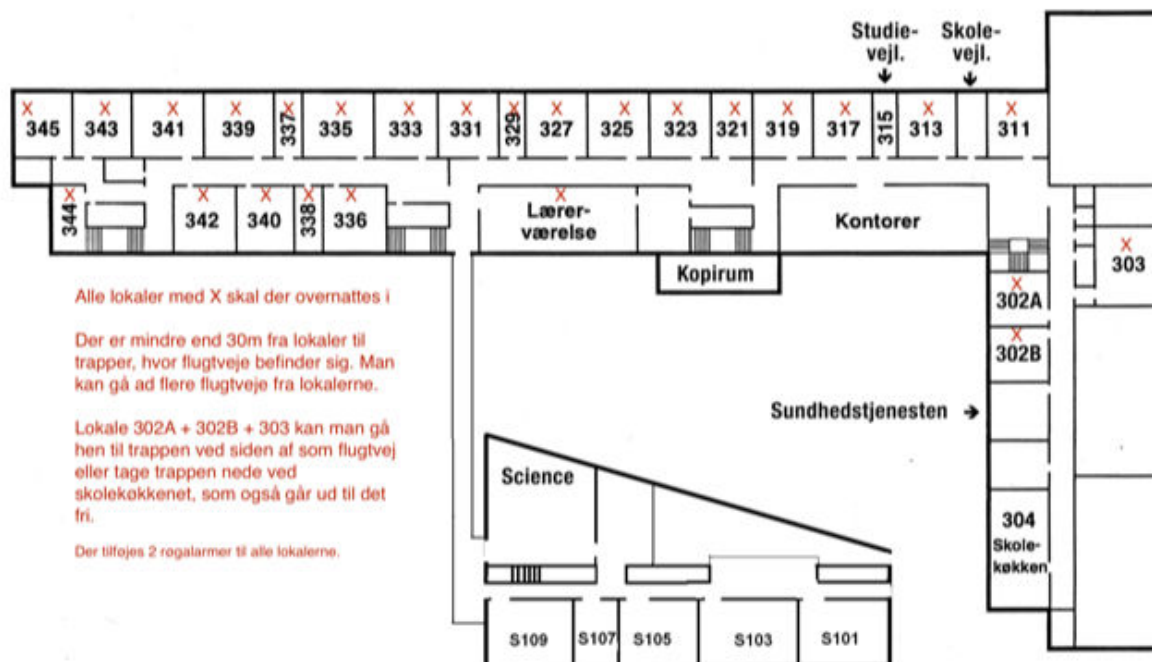 Studie-
vejl.
Skole-
vejl.
X X X X X X X X X X X X X X X X X
345 343 341 339 337 335 333 331 329 327 325 323 321 319 317 315 313 311
X X X X X X
344 342 340 338 336
Lærer-
værelse
Kontorer
Kopirum
X
303
X
302A
X
302B
Alle lokaler med X skal der overnattes i
Der er mindre end 30m fra lokaler til
trapper, hvor flugtveje befinder sig. Man
kan gå ad flere flugtveje fra lokalerne.
Lokale 302A + 302B + 303 kan man gå
hen til trappen ved siden af som flugtvej
eller tage trappen nede ved
skolekøkkenet, som også går ud til det
fri.
Der tilføjes 2 røgalarmer til alle lokalerne.
Sundhedstjenesten
Science
304
Skole-
køkken
S109 S107 S105 S103 S101